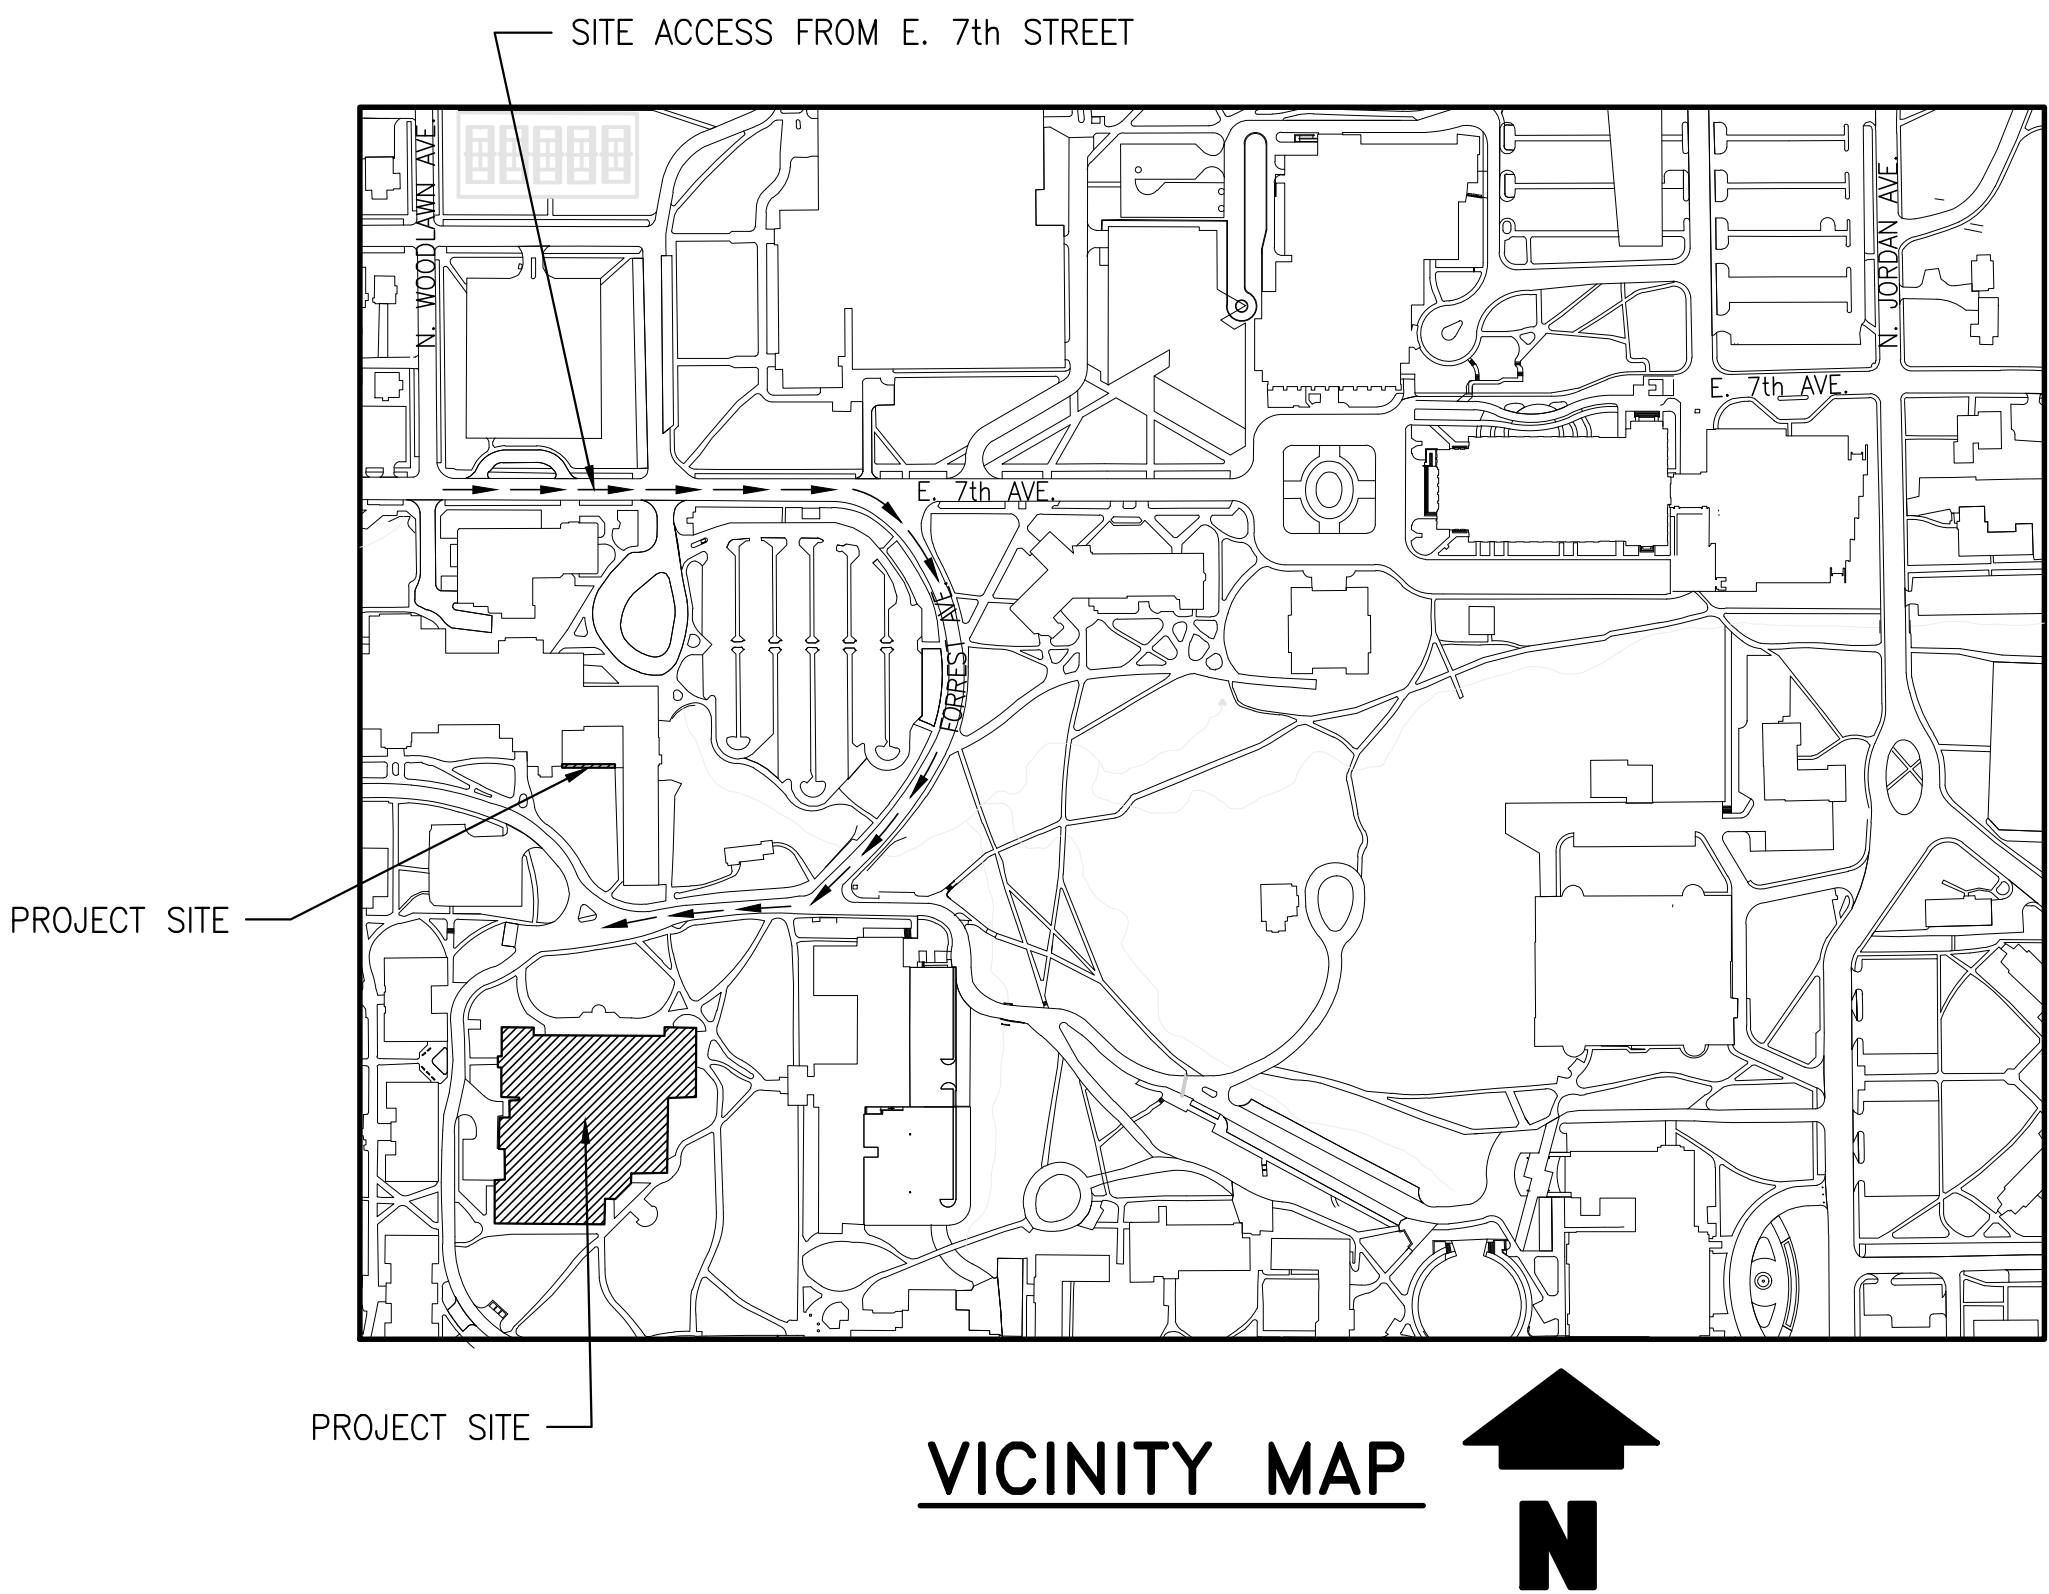 SITE ACCESS FROM E. 7th STREET
N. WOODLAWN AVE.
N. JORDAN AVE.
E. 7th AVE.
E. 7th AVE.
FORREST AVE.
PROJECT SITE
PROJECT SITE
VICINITY MAP
N